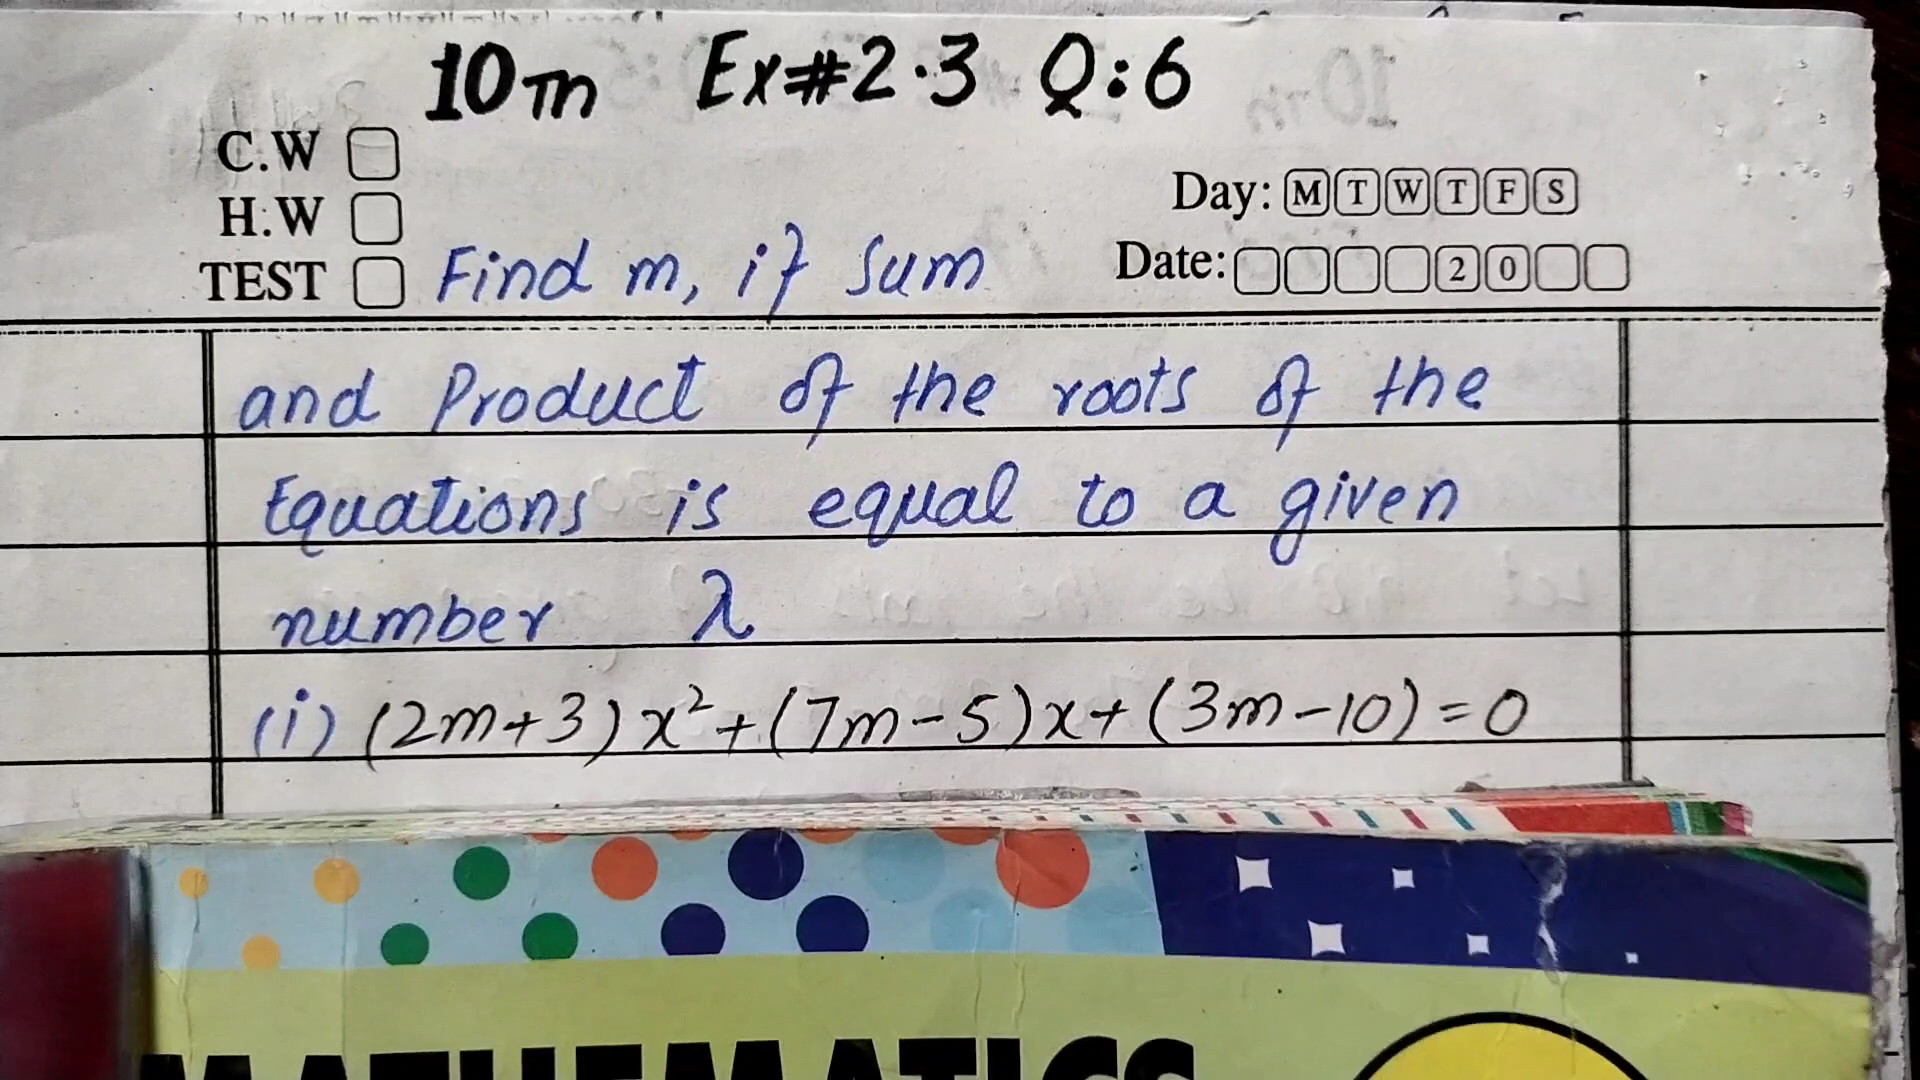 10Th Ex#2.3 Q:6
C.W
H.W
TEST
Day: M T W T F S
Date: 2 0
Find m, if Sum
and Product of the roots of the
Equations is equal to a given
number λ
(i) (2m+3)x²+(7m-5)x+(3m-10)=0
MATHEMATICS